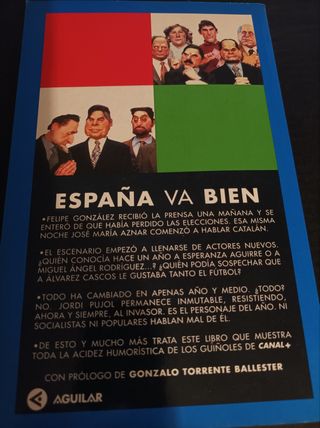 ESPAÑA VA BIEN
•FELIPE GONZÁLEZ RECIBIÓ LA PRENSA UNA MAÑANA Y SE
ENTERÓ DE QUE HABÍA PERDIDO LAS ELECCIONES. ESA MISMA
NOCHE JOSÉ MARÍA AZNAR COMENZÓ A HABLAR CATALÁN.
•EL ESCENARIO EMPEZÓ A LLENARSE DE ACTORES NUEVOS.
¿QUIÉN CONOCÍA HACE UN AÑO A ESPERANZA AGUIRRE O A
MIGUEL ÁNGEL RODRÍGUEZ...? ¿QUIÉN PODÍA SOSPECHAR QUE
A ÁLVAREZ CASCOS LE GUSTABA TANTO EL FÚTBOL?
•TODO HA CAMBIADO EN APENAS AÑO Y MEDIO. ¿TODO?
NO. JORDI PUJOL PERMANECE INMUTABLE, RESISTIENDO,
AHORA Y SIEMPRE, AL INVASOR. ES EL PERSONAJE DEL AÑO. NI
SOCIALISTAS NI POPULARES HABLAN MAL DE ÉL.
•DE ESTO Y MUCHO MÁS TRATA ESTE LIBRO QUE MUESTRA
TODA LA ACIDEZ HUMORÍSTICA DE LOS GUIÑOLES DE CANAL+
CON PRÓLOGO DE GONZALO TORRENTE BALLESTER
AGUILAR